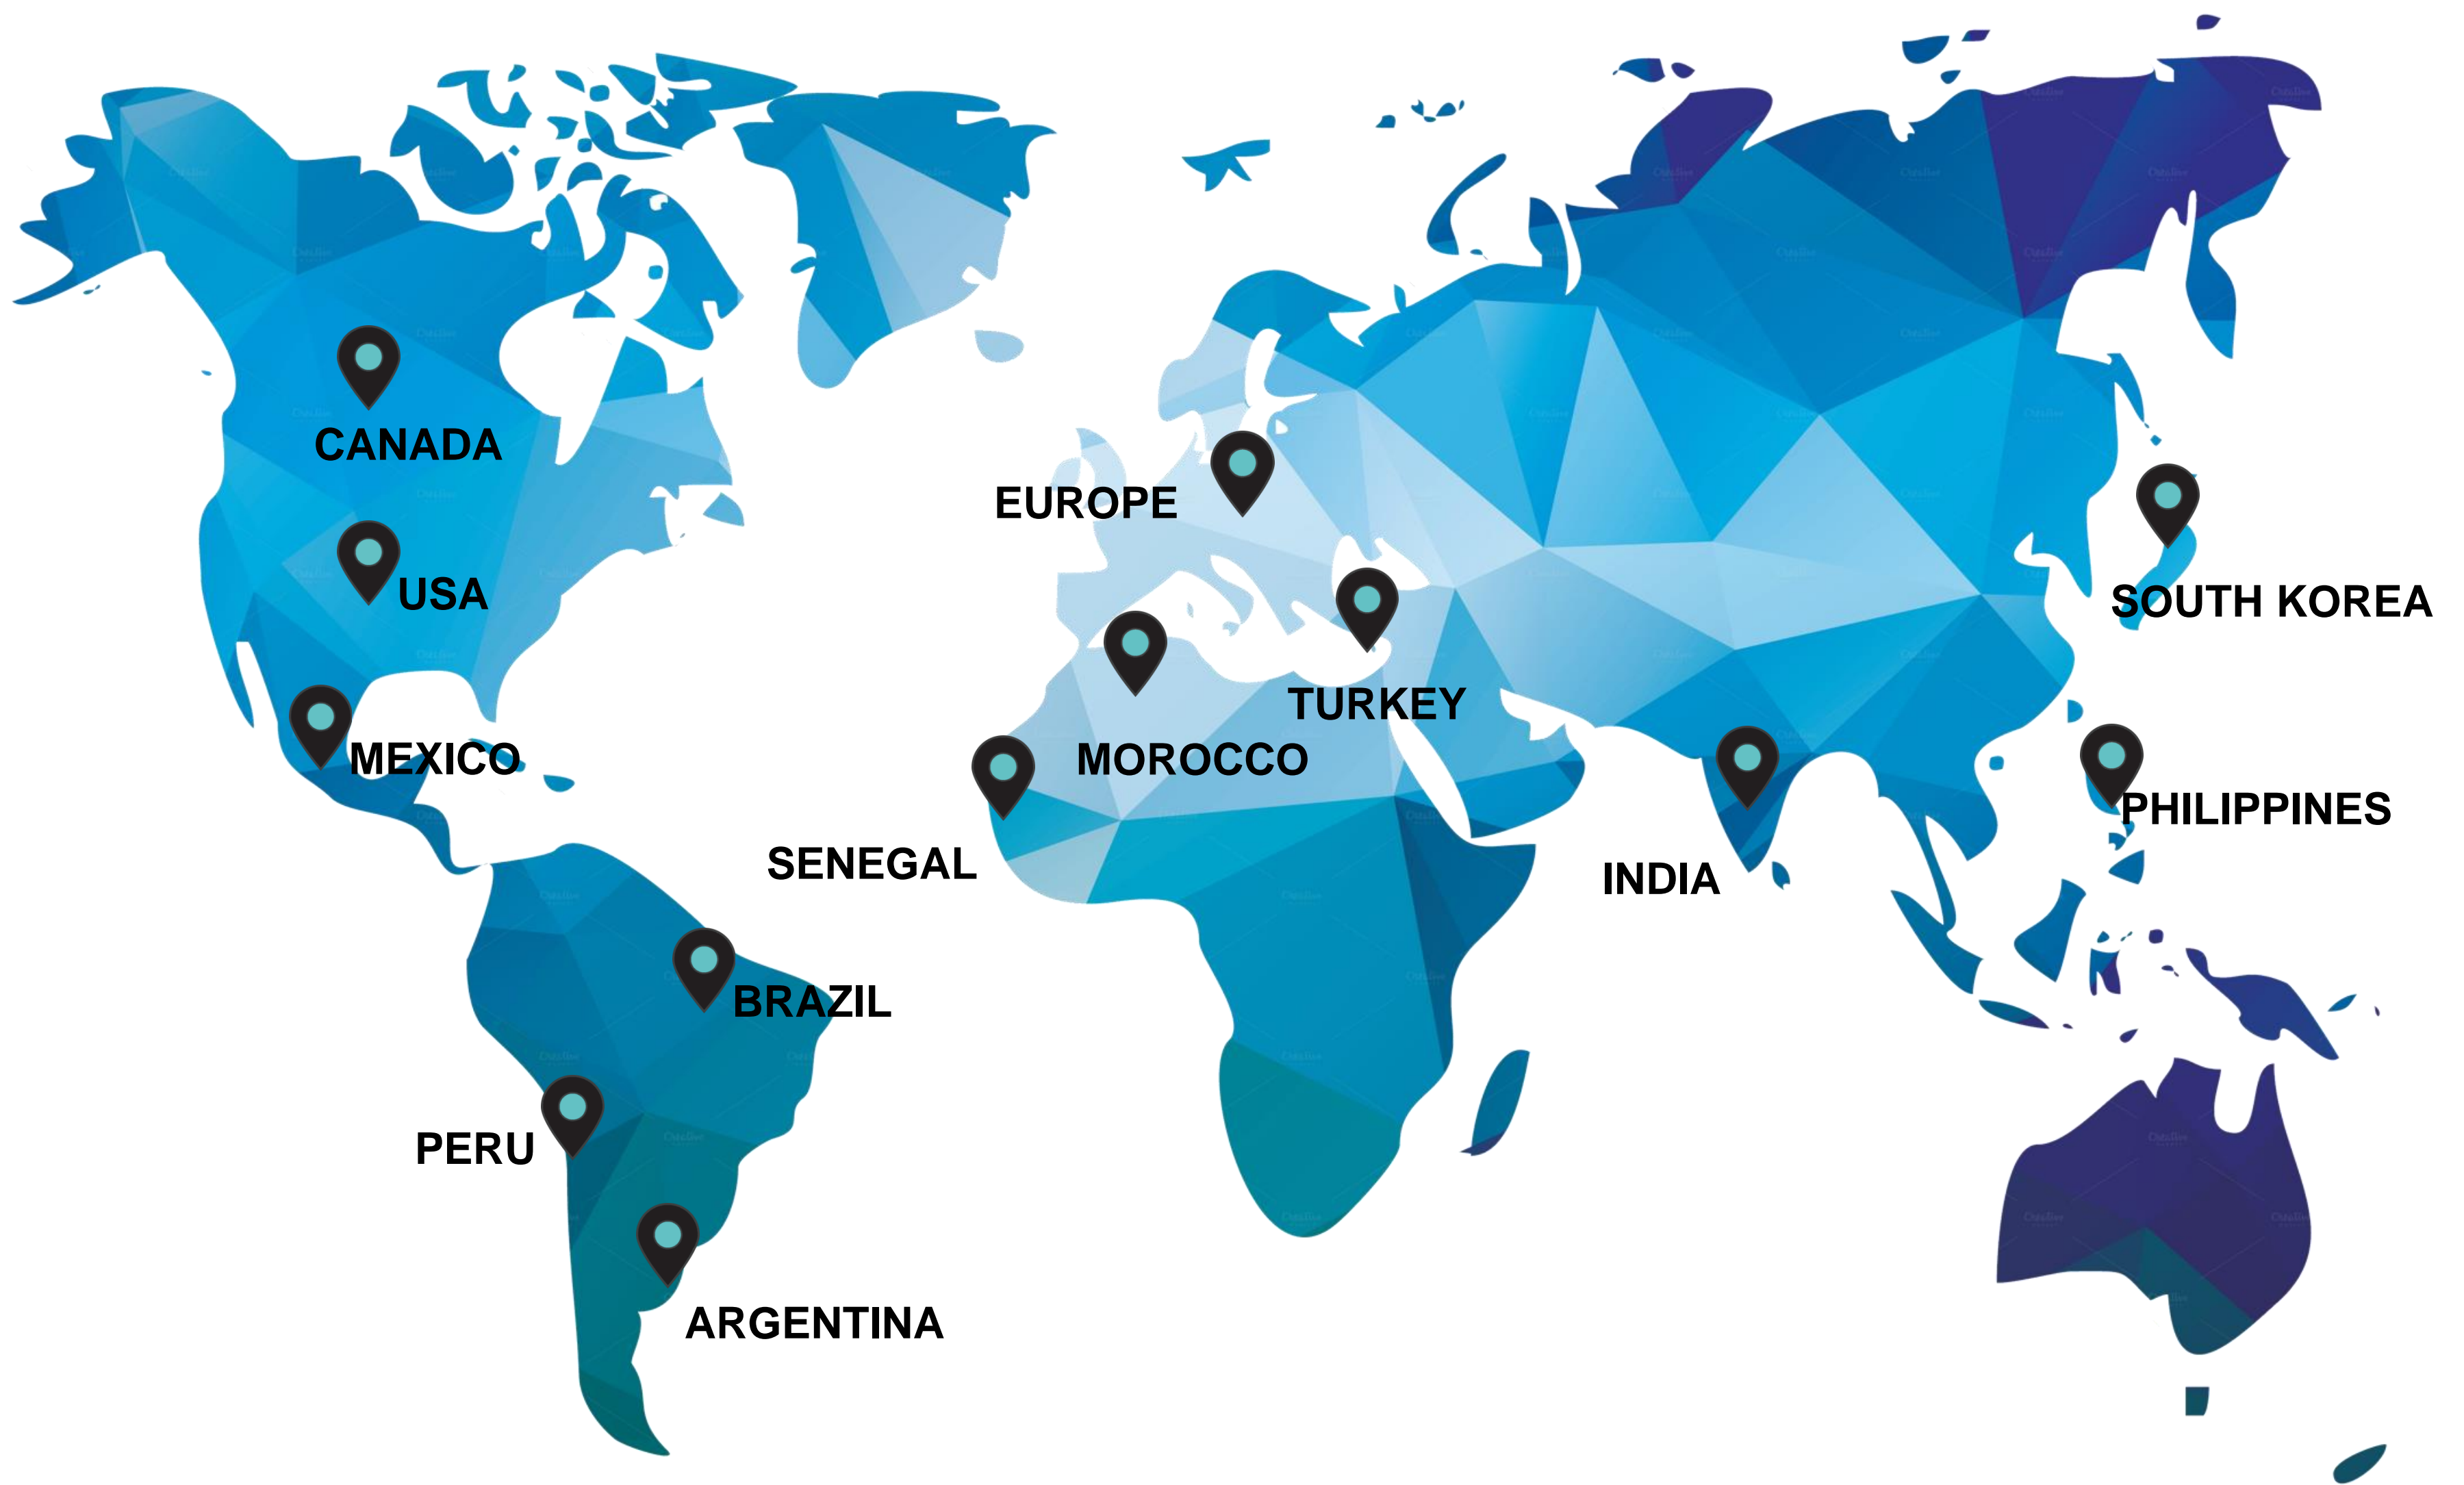 CANADA
EUROPE
USA
SOUTH KOREA
TURKEY
MEXICO
MOROCCO
PHILIPPINES
SENEGAL
INDIA
BRAZIL
PERU
ARGENTINA